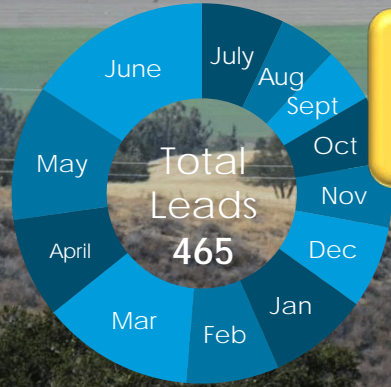 July
Aug
Sept
Oct
Nov
Dec
Jan
Feb
Mar
April
May
June
Total
Leads
465